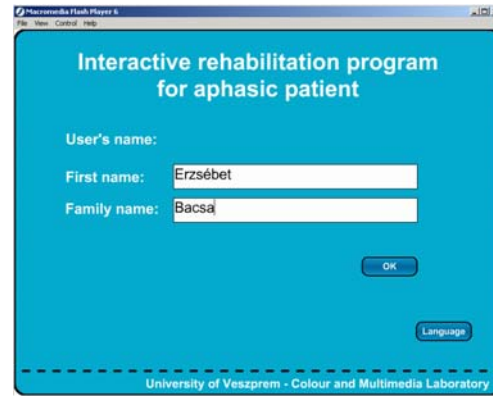 Macromedia Flash Player 6
File View Control Help
Interactive rehabilitation program
for aphasic patient
User's name:
First name: Erzsébet
Family name: Bacsa
OK
Language
University of Veszprem - Colour and Multimedia Laboratory